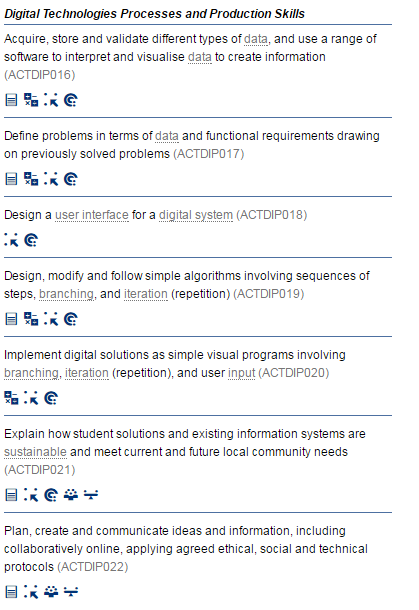 Digital Technologies Processes and Production Skills
Acquire, store and validate different types of data, and use a range of
software to interpret and visualise data to create information
(ACTDIP016)
Define problems in terms of data and functional requirements drawing
on previously solved problems (ACTDIP017)
Design a user interface for a digital system (ACTDIP018)
Design, modify and follow simple algorithms involving sequences of
steps, branching, and iteration (repetition) (ACTDIP019)
Implement digital solutions as simple visual programs involving
branching, iteration (repetition), and user input (ACTDIP020)
Explain how student solutions and existing information systems are
sustainable and meet current and future local community needs
(ACTDIP021)
Plan, create and communicate ideas and information, including
collaboratively online, applying agreed ethical, social and technical
protocols (ACTDIP022)